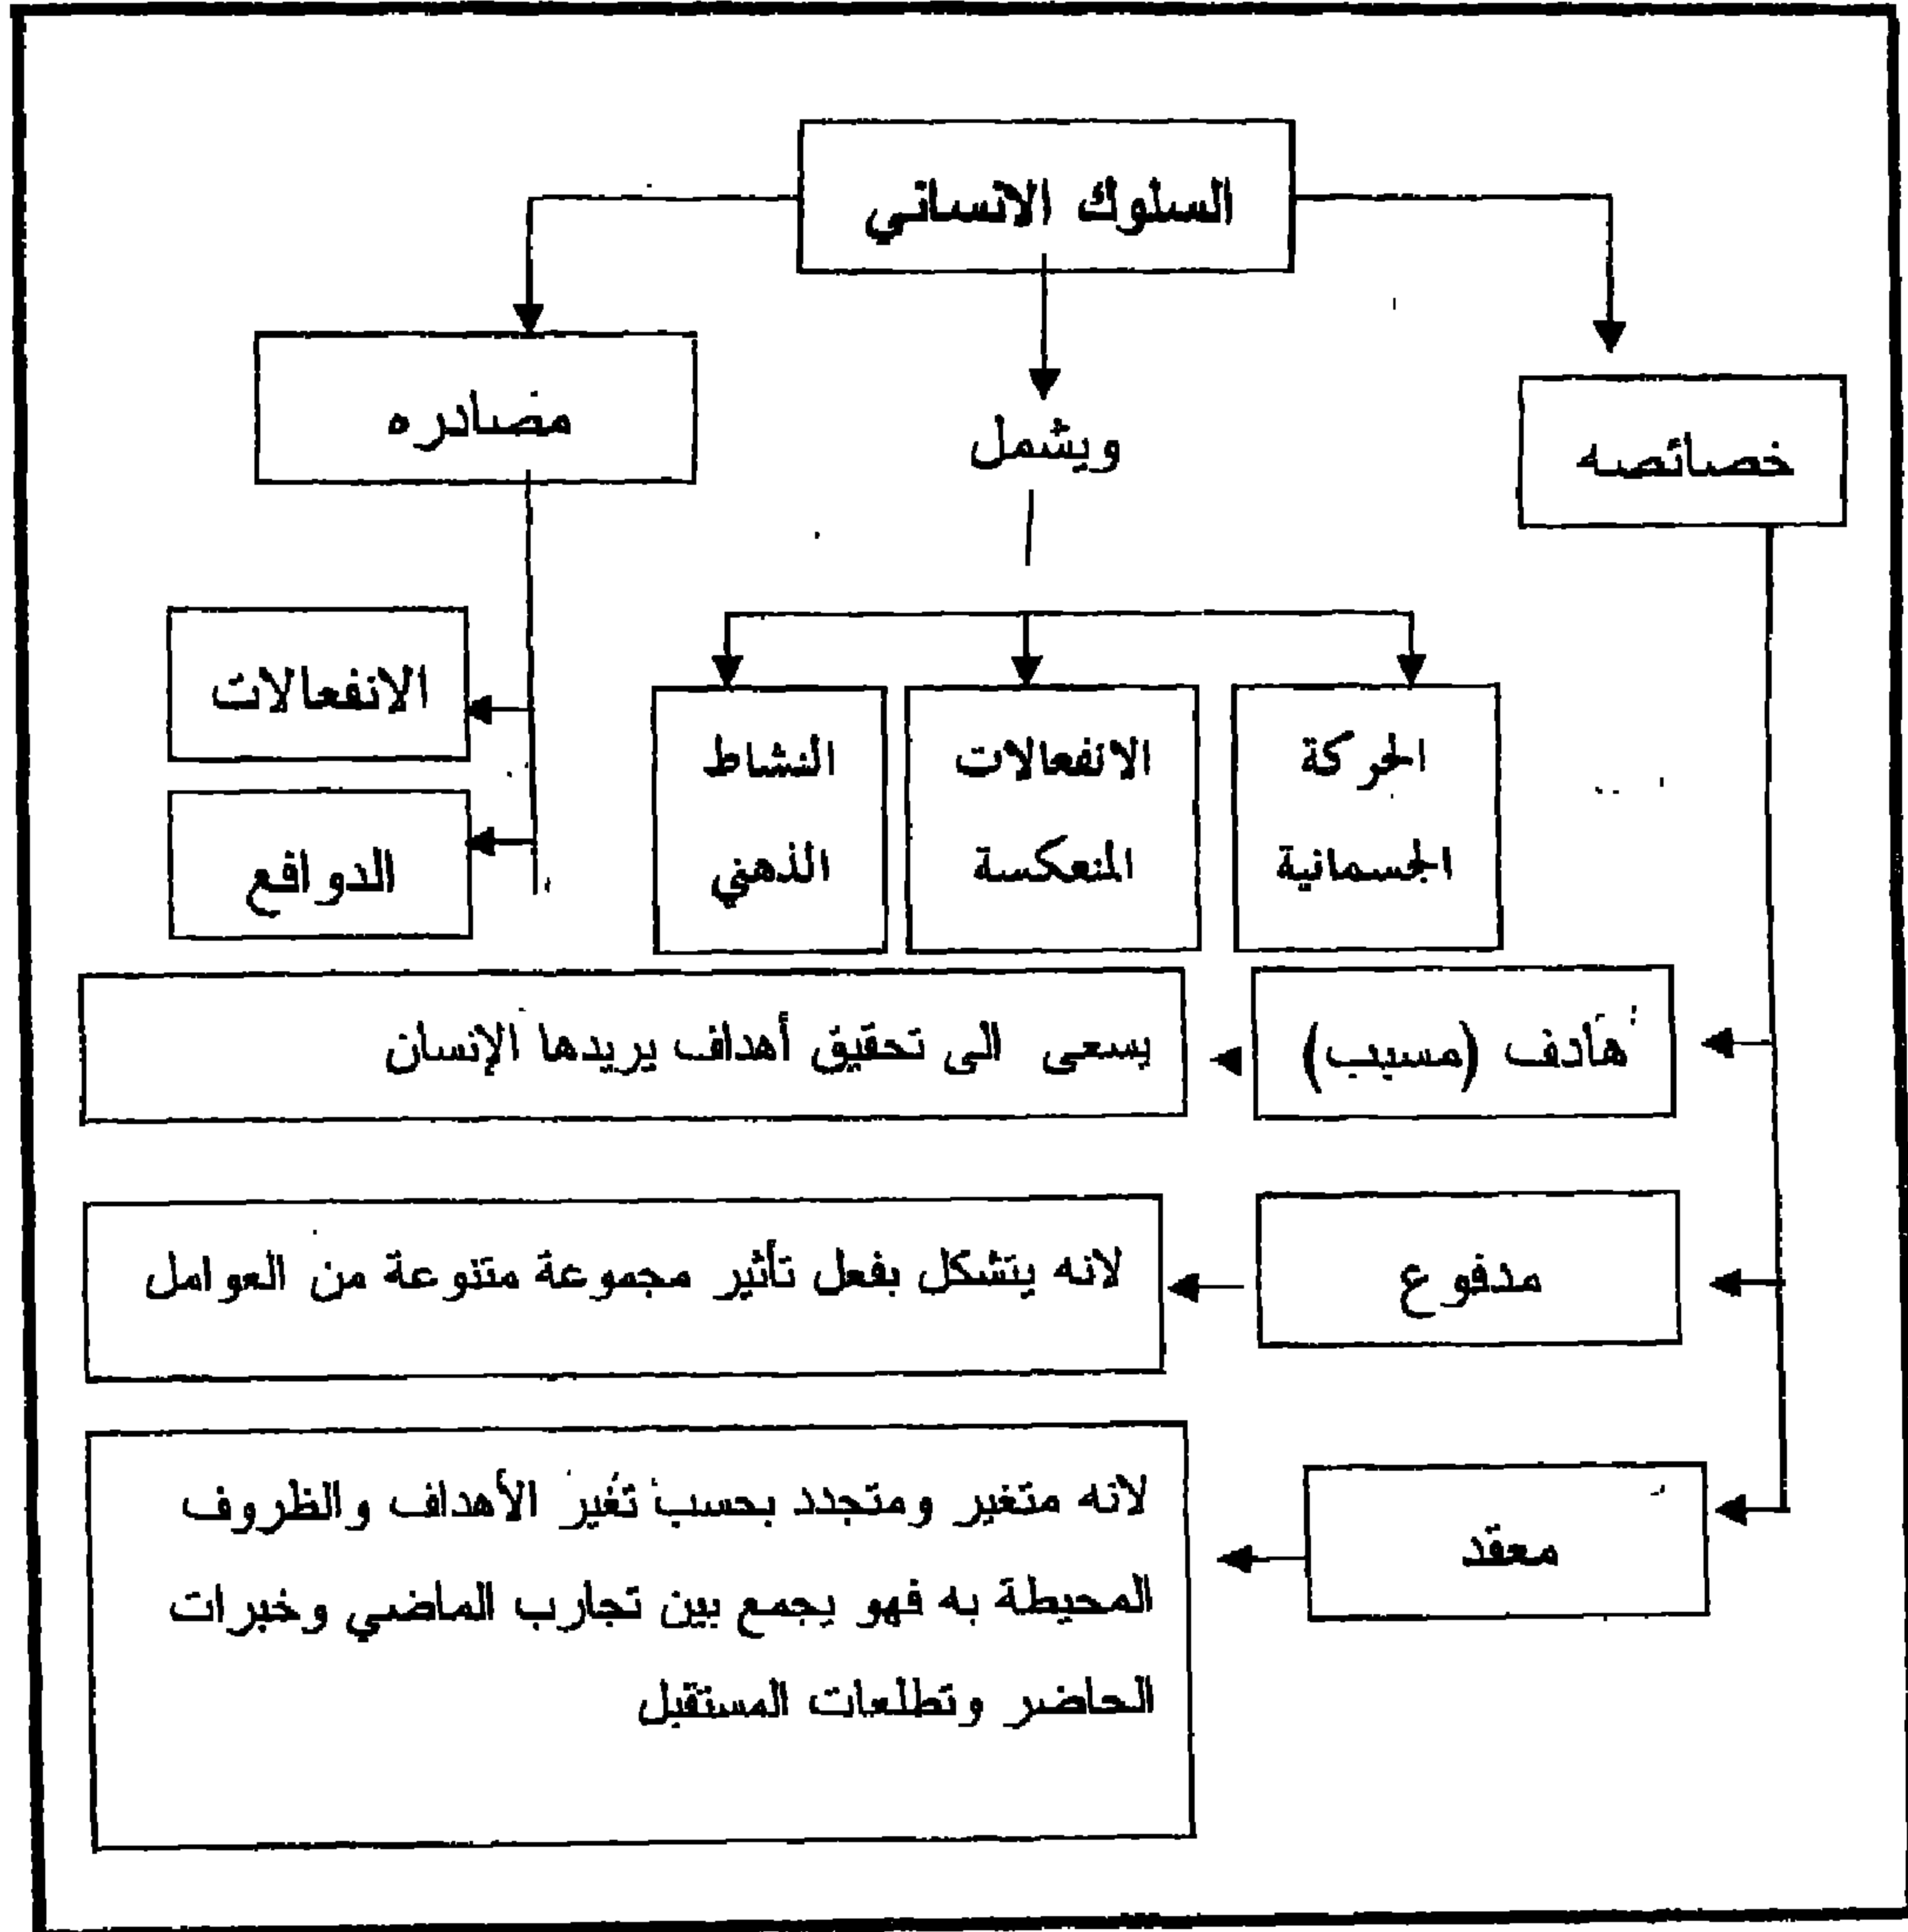 السلوك الانساني
خصائصه
ويشمل
مصادره
الحركة
الجسمانية
الانفعالات
المنعكسة
النشاط
الذهني
الانفعالات
الدوافع
هادف (مسبب)
يسعى الى تحقيق أهداف يريدها الإنسان
مدفوع
لانه يتشكل بفعل تأثير مجموعة متنوعة من العوامل
معقد
لانه متغير ومتجدد بحسب تغير الأهداف والظروف
المحيطة به فهو يجمع بين تجارب الماضي وخبرات
الحاضر وتطلعات المستقبل